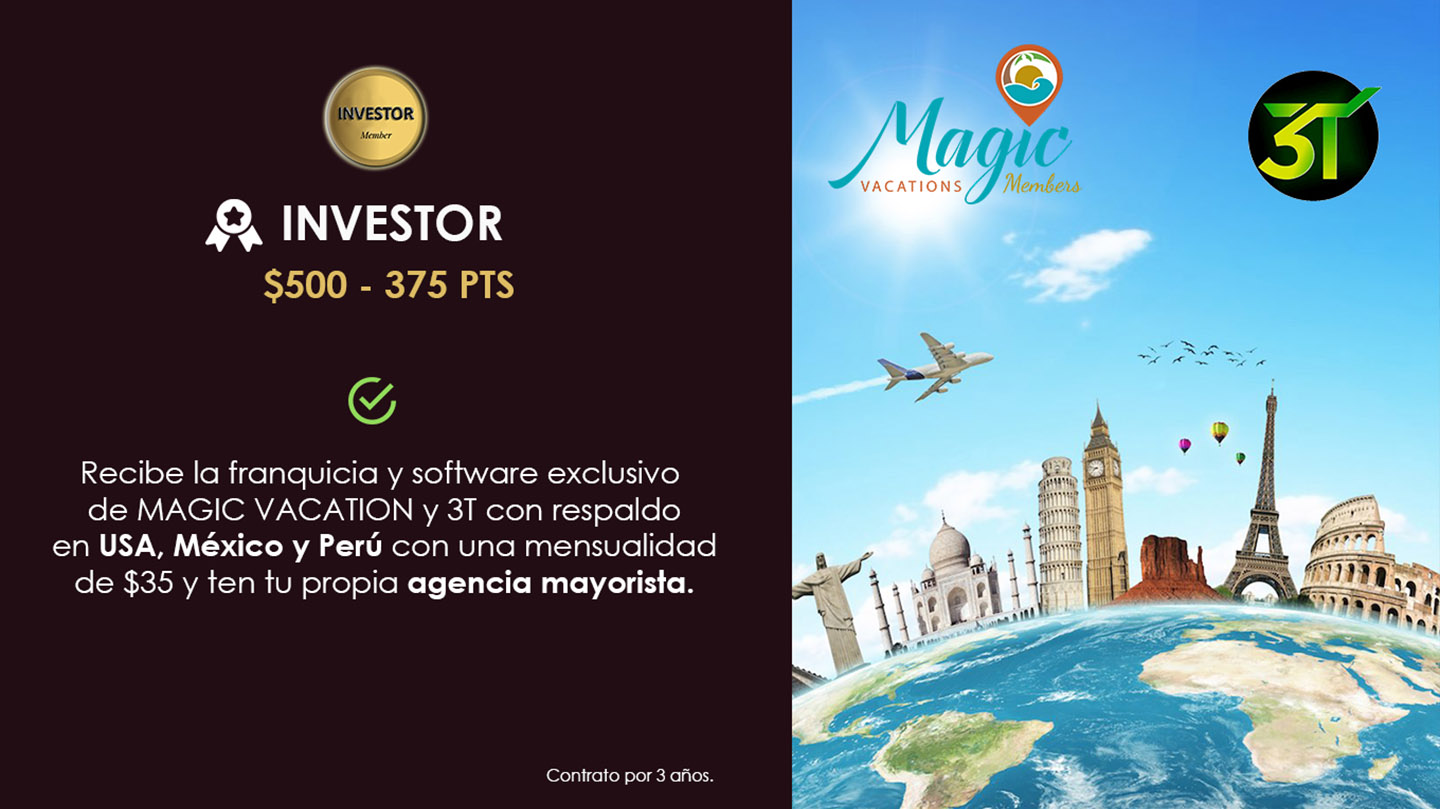 INVESTOR
Member
INVESTOR
$500 - 375 PTS
Recibe la franquicia y software exclusivo
de MAGIC VACATION y 3T con respaldo
en USA, México y Perú con una mensualidad
de $35 y ten tu propia agencia mayorista.
Contrato por 3 años.
Magic
VACATIONS Members
3T